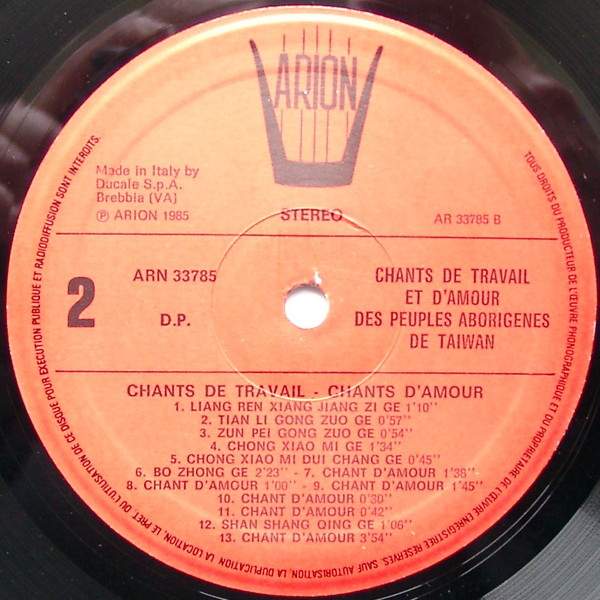 ARION
Made in Italy by
Ducale S.p.A.
Brebbia (VA)
℗ ARION 1985
STEREO
AR 33785 B
2
ARN 33785
D.P.
CHANTS DE TRAVAIL
ET D'AMOUR
DES PEUPLES ABORIGENES
DE TAIWAN
CHANTS DE TRAVAIL - CHANTS D'AMOUR
1. LIANG REN XIANG JIANG ZI GE 1'10''
2. TIAN LI GONG ZUO GE 0'57''
3. ZUN PEI GONG ZUO GE 0'54''
4. CHONG XIAO MI GE 1'34''
5. CHONG XIAO MI DUI CHANG GE 0'45''
6. BO ZHONG GE 2'23'' - 7. CHANT D'AMOUR 1'38''
8. CHANT D'AMOUR 1'00'' - 9. CHANT D'AMOUR 1'45''
10. CHANT D'AMOUR 0'30''
11. CHANT D'AMOUR 0'42''
12. SHAN SHANG QING GE 1'06''
13. CHANT D'AMOUR 3'54''
TOUS DROITS DU PRODUCTEUR DE L'ŒUVRE PHONOGRAPHIQUE ET DU PROPRIETAIRE DE L'ŒUVRE ENREGISTREE RESERVES. SAUF AUTORISATION, LA DUPLICATION, LA LOCATION, LE PRET OU L'UTILISATION DE CE DISQUE POUR EXECUTION PUBLIQUE ET RADIODIFFUSION SONT INTERDITS.